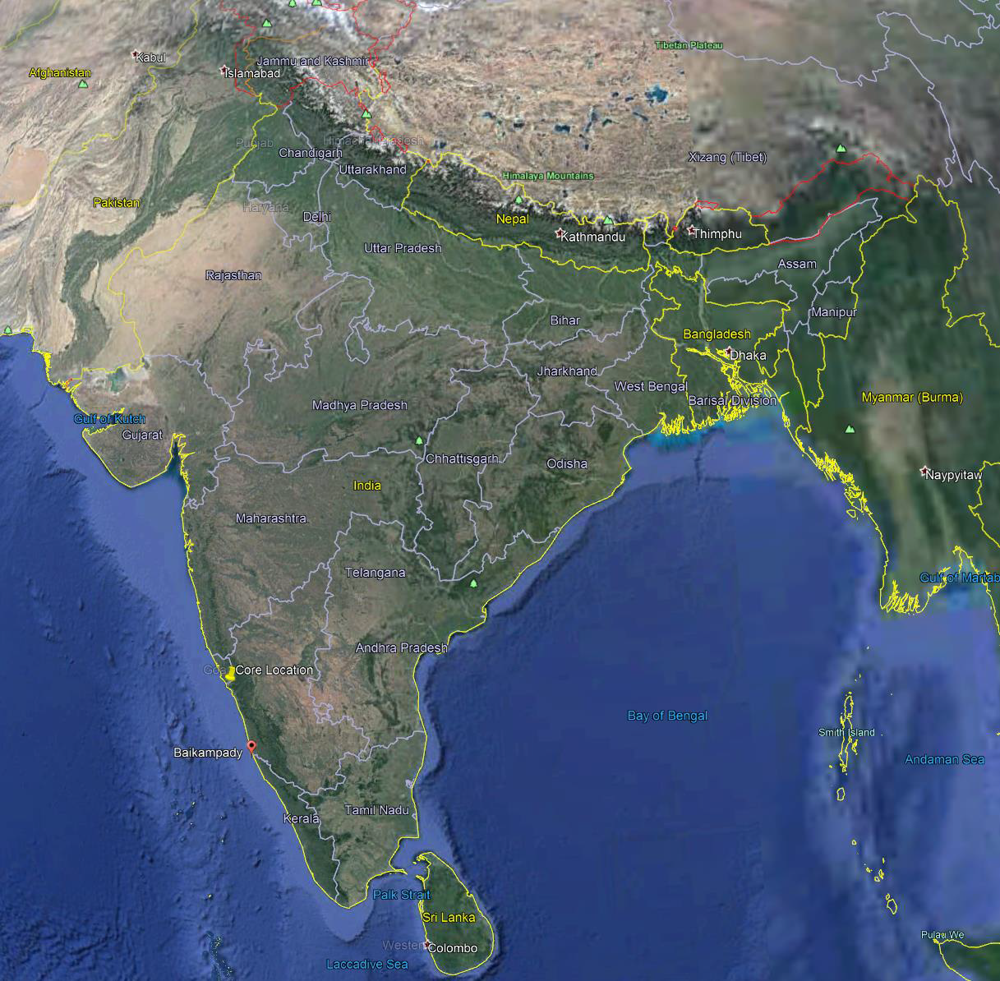 Tibetan Plateau
Kabul
Jammu and Kashmir
Afghanistan
Islamabad
Punjab
Himachal Pradesh
Chandigarh
Xizang (Tibet)
Uttarakhand
Himalaya Mountains
Pakistan
Haryana
Delhi
Nepal
Kathmandu
Thimphu
Uttar Pradesh
Assam
Rajasthan
Manipur
Bihar
Bangladesh
Dhaka
Jharkhand
West Bengal
Myanmar (Burma)
Barisal Division
Madhya Pradesh
Gulf of Kutch
Gujarat
Chhattisgarh
Odisha
Naypyitaw
India
Maharashtra
Telangana
Gulf of Martab
Andhra Pradesh
Goa
Core Location
Bay of Bengal
Smith Island
Baikampady
Andaman Sea
Tamil Nadu
Kerala
Palk Strait
Sri Lanka
Pulau We
Western
Colombo
Laccadive Sea